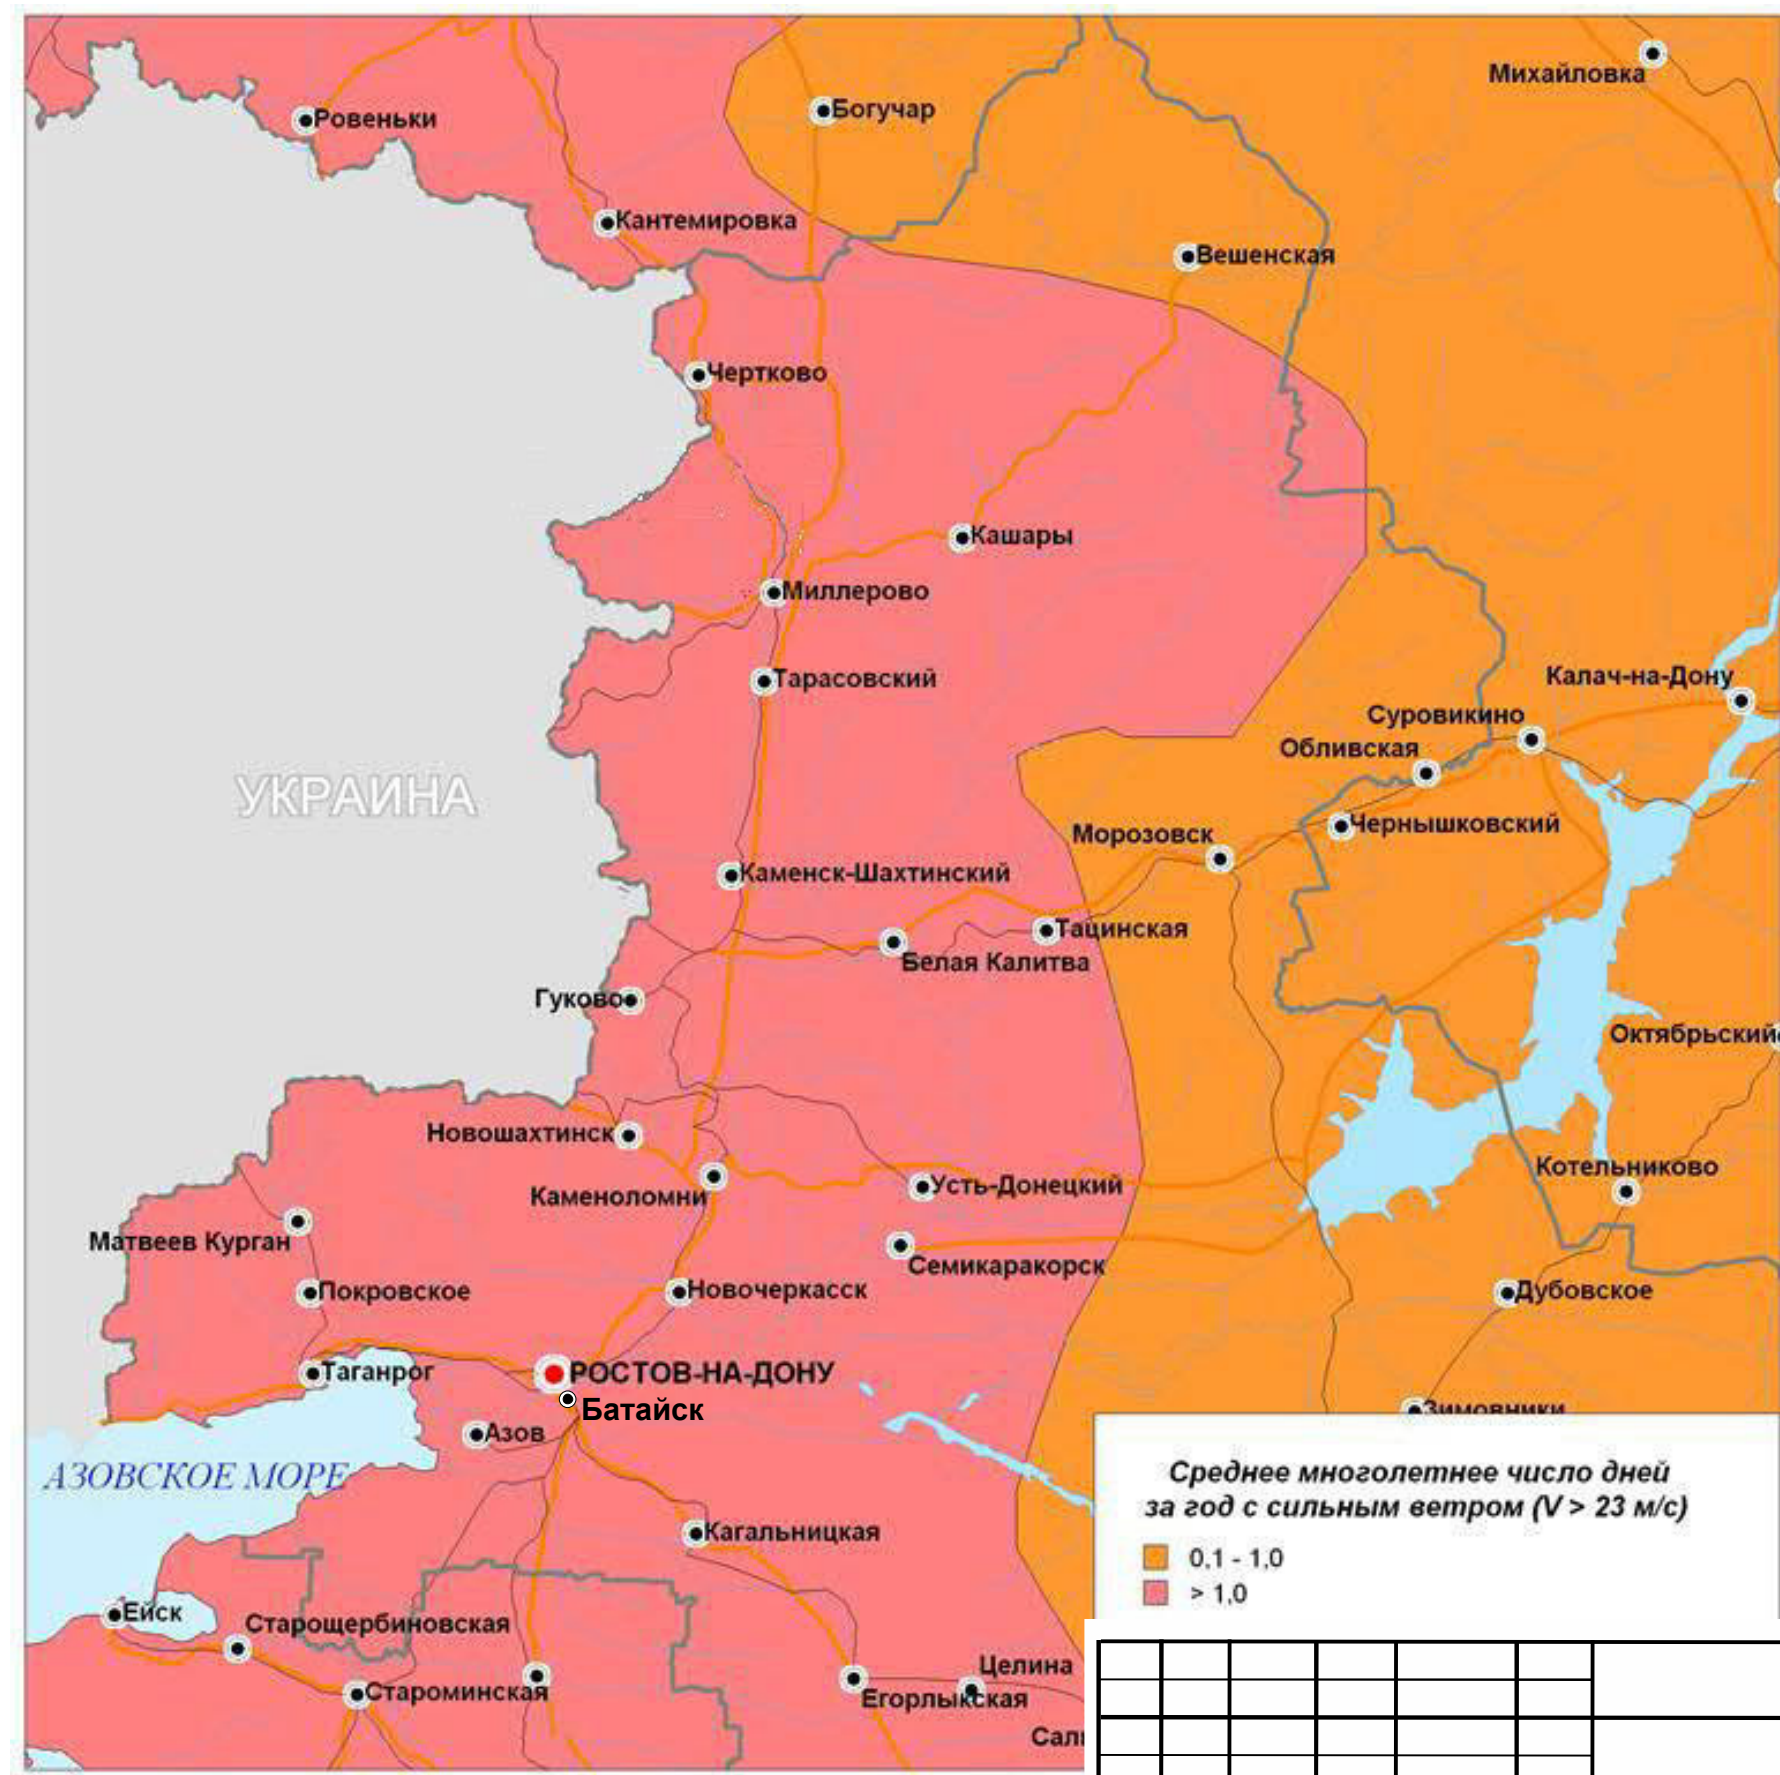 Михайловка
Богучар
Ровеньки
Кантемировка
Вешенская
Чертково
Кашары
Миллерово
Тарасовский
Калач-на-Дону
Суровикино
Обливская
УКРАИНА
Чернышковский
Морозовск
Каменск-Шахтинский
Тацинская
Белая Калитва
Гуково
Октябрьский
Новошахтинск
Котельниково
Усть-Донецкий
Каменоломни
Матвеев Курган
Семикаракорск
Покровское
Новочеркасск
Дубовское
Таганрог
РОСТОВ-НА-ДОНУ
Батайск
Зимовники
Азов
АЗОВСКОЕ МОРЕ
Среднее многолетнее число дней
за год с сильным ветром (V > 23 м/с)
Кагальницкая
0,1 - 1,0
> 1,0
Ейск
Старощербиновская
Целина
Староминская
Егорлыкская